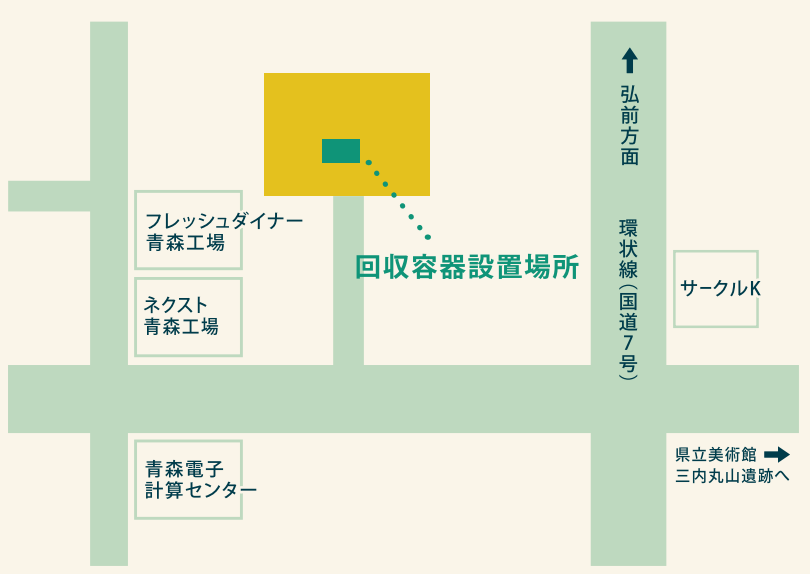 弘前方面
環状線(国道7号)
フレッシュダイナー
青森工場
回収容器設置場所
ネクスト
青森工場
サークルK
青森電子
計算センター
県立美術館
三内丸山遺跡へ